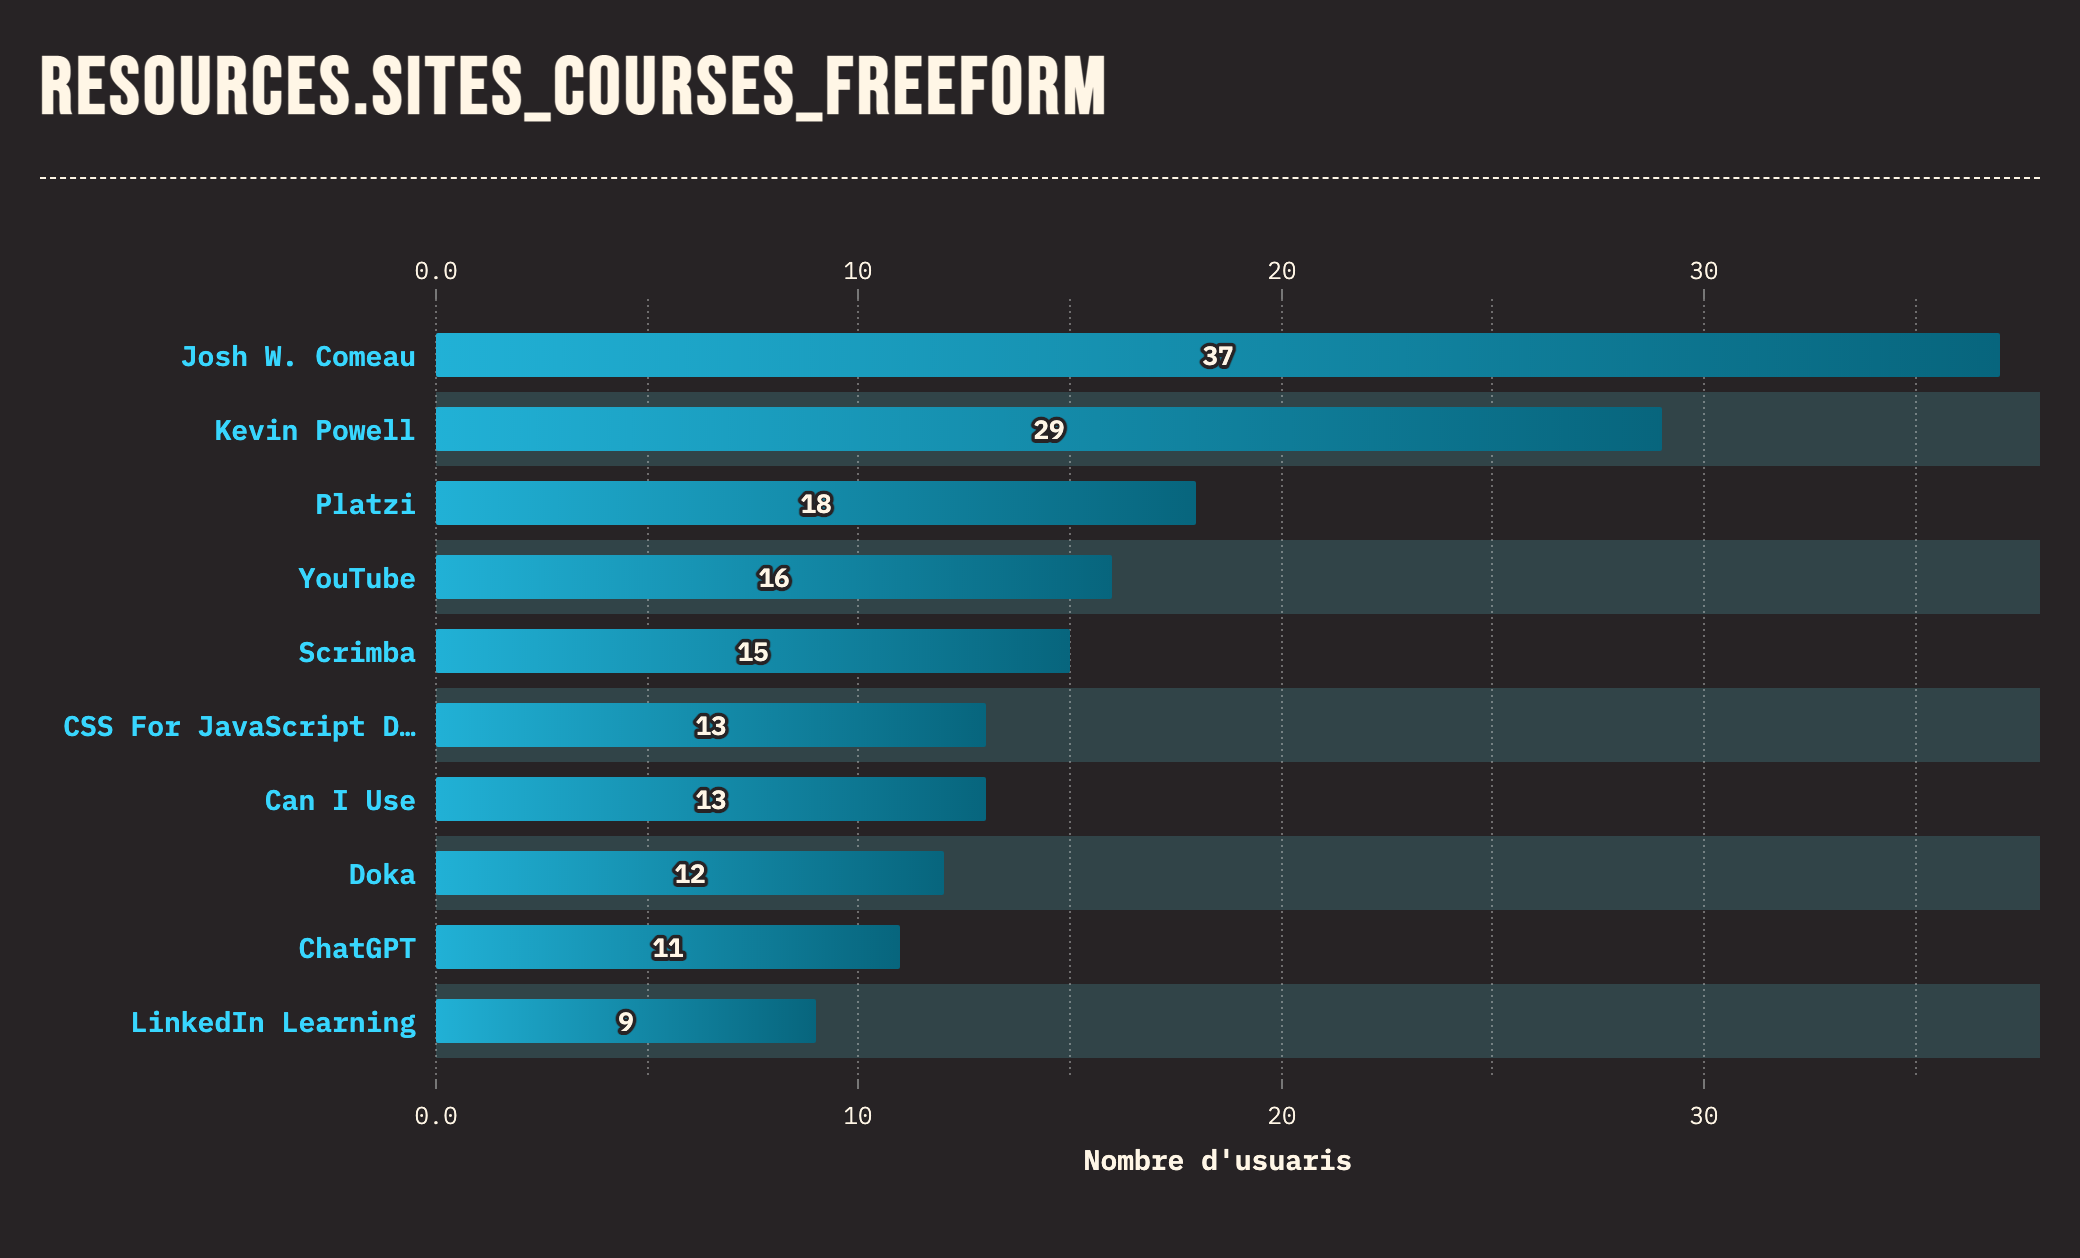 RESOURCES.SITES_COURSES_FREEFORM
0.0 10 20 30
Josh W. Comeau 37
Kevin Powell 29
Platzi 18
YouTube 16
Scrimba 15
CSS For JavaScript D… 13
Can I Use 13
Doka 12
ChatGPT 11
LinkedIn Learning 9
0.0 10 20 30
Nombre d'usuaris